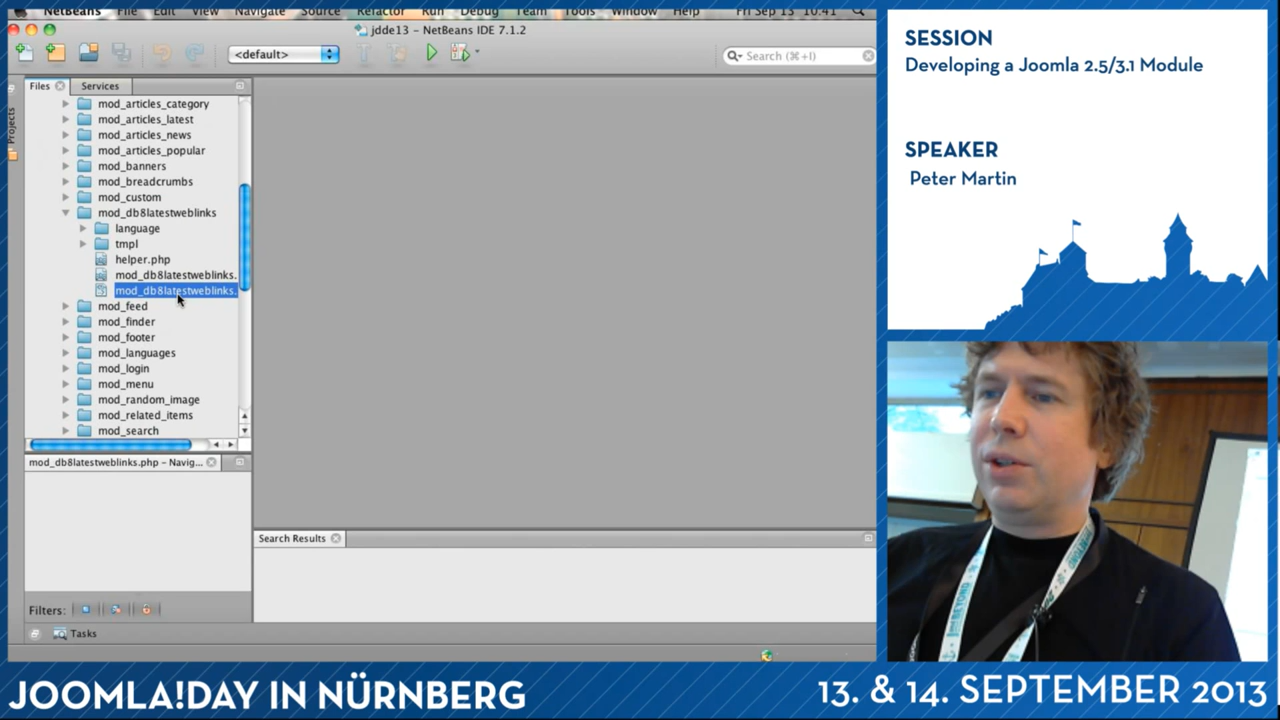 NetBeans File Edit View Navigate Source Refactor Run Debug Team Tools Window Help Fri Sep 13 10:41
jdde13 – NetBeans IDE 7.1.2
<default>
Search (⌘+I)
Files
Services
Projects
mod_articles_category
mod_articles_latest
mod_articles_news
mod_articles_popular
mod_banners
mod_breadcrumbs
mod_custom
mod_db8latestweblinks
language
tmpl
helper.php
mod_db8latestweblinks.
mod_db8latestweblinks.
mod_feed
mod_finder
mod_footer
mod_languages
mod_login
mod_menu
mod_random_image
mod_related_items
mod_search
mod_db8latestweblinks.php – Navig...
Search Results
Filters:
Tasks
SESSION
Developing a Joomla 2.5/3.1 Module
SPEAKER
Peter Martin
JOOMLA!DAY IN NÜRNBERG
13. & 14. SEPTEMBER 2013